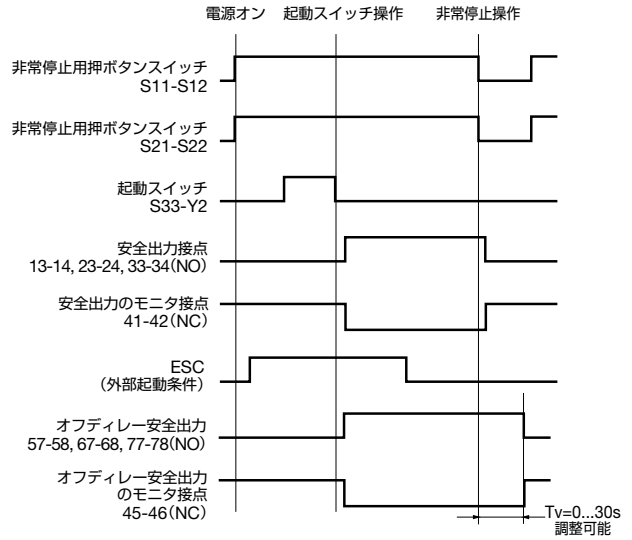 電源オン 起動スイッチ操作 非常停止操作
非常停止用押ボタンスイッチ
S11-S12
非常停止用押ボタンスイッチ
S21-S22
起動スイッチ
S33-Y2
安全出力接点
13-14, 23-24, 33-34(NO)
安全出力のモニタ接点
41-42(NC)
ESC
(外部起動条件)
オフディレー安全出力
57-58, 67-68, 77-78(NO)
オフディレー安全出力
のモニタ接点
45-46(NC)
Tv=0...30s
調整可能